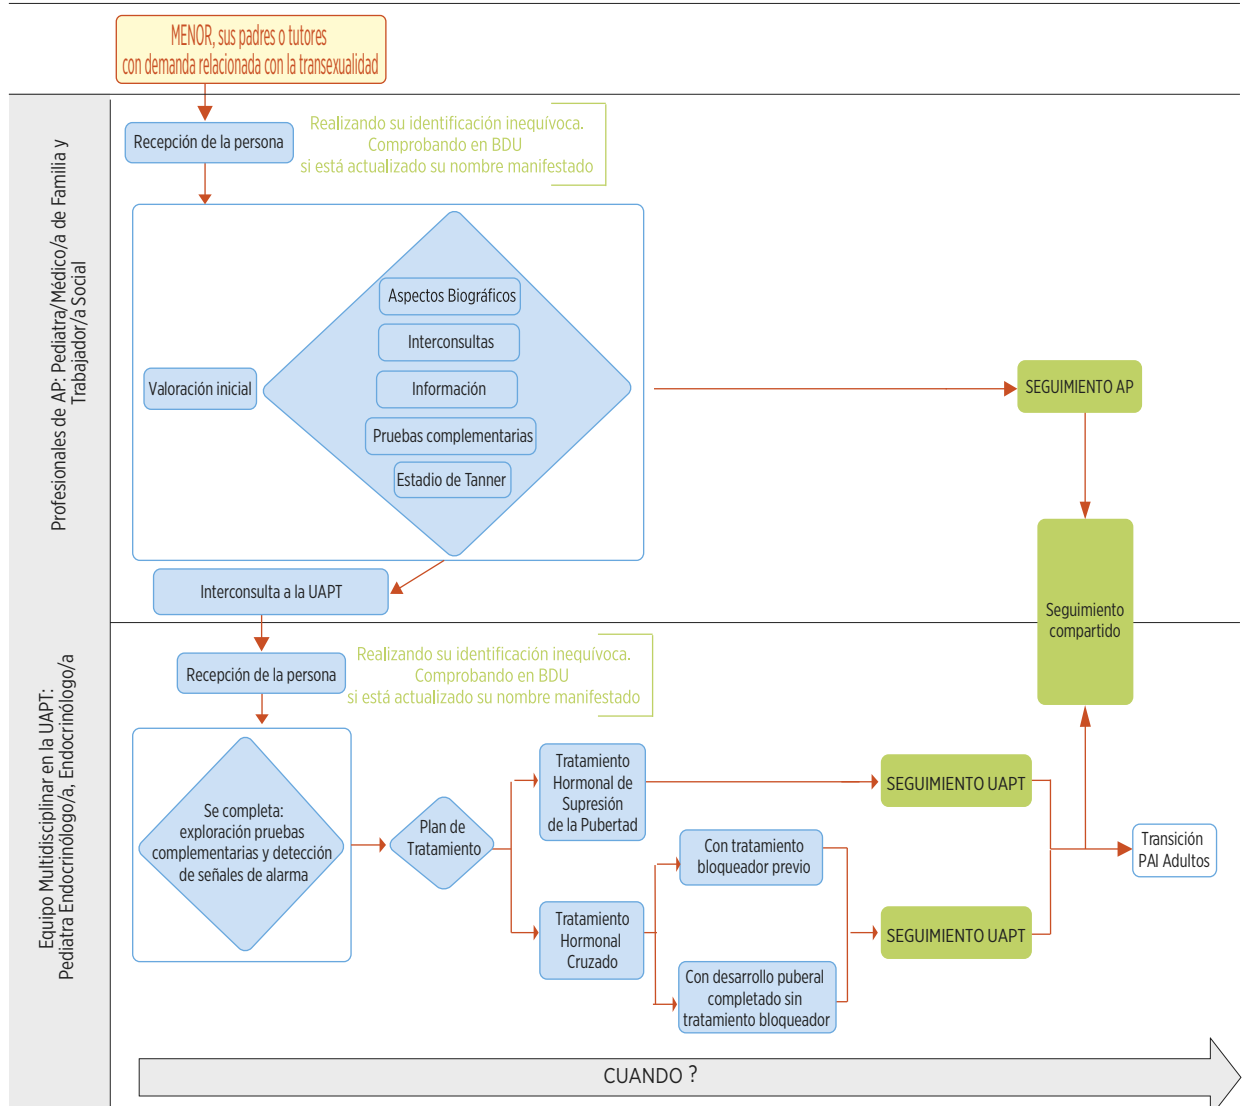 MENOR, sus padres o tutores
con demanda relacionada con la transexualidad
Profesionales de AP: Pediatra/Médico/a de Familia y
Trabajador/a Social
Recepción de la persona
Realizando su identificación inequívoca.
Comprobando en BDU
si está actualizado su nombre manifestado
Valoración inicial
Aspectos Biográficos
Interconsultas
Información
Pruebas complementarias
Estadio de Tanner
SEGUIMIENTO AP
Interconsulta a la UAPT
Seguimiento
compartido
Equipo Multidisciplinar en la UAPT:
Pediatra Endocrinólogo/a, Endocrinólogo/a
Recepción de la persona
Realizando su identificación inequívoca.
Comprobando en BDU
si está actualizado su nombre manifestado
Se completa:
exploración pruebas
complementarias y detección
de señales de alarma
Plan de
Tratamiento
Tratamiento
Hormonal de
Supresión
de la Pubertad
SEGUIMIENTO UAPT
Tratamiento
Hormonal
Cruzado
Con tratamiento
bloqueador previo
Con desarrollo puberal
completado sin
tratamiento bloqueador
SEGUIMIENTO UAPT
Transición
PAI Adultos
CUANDO ?